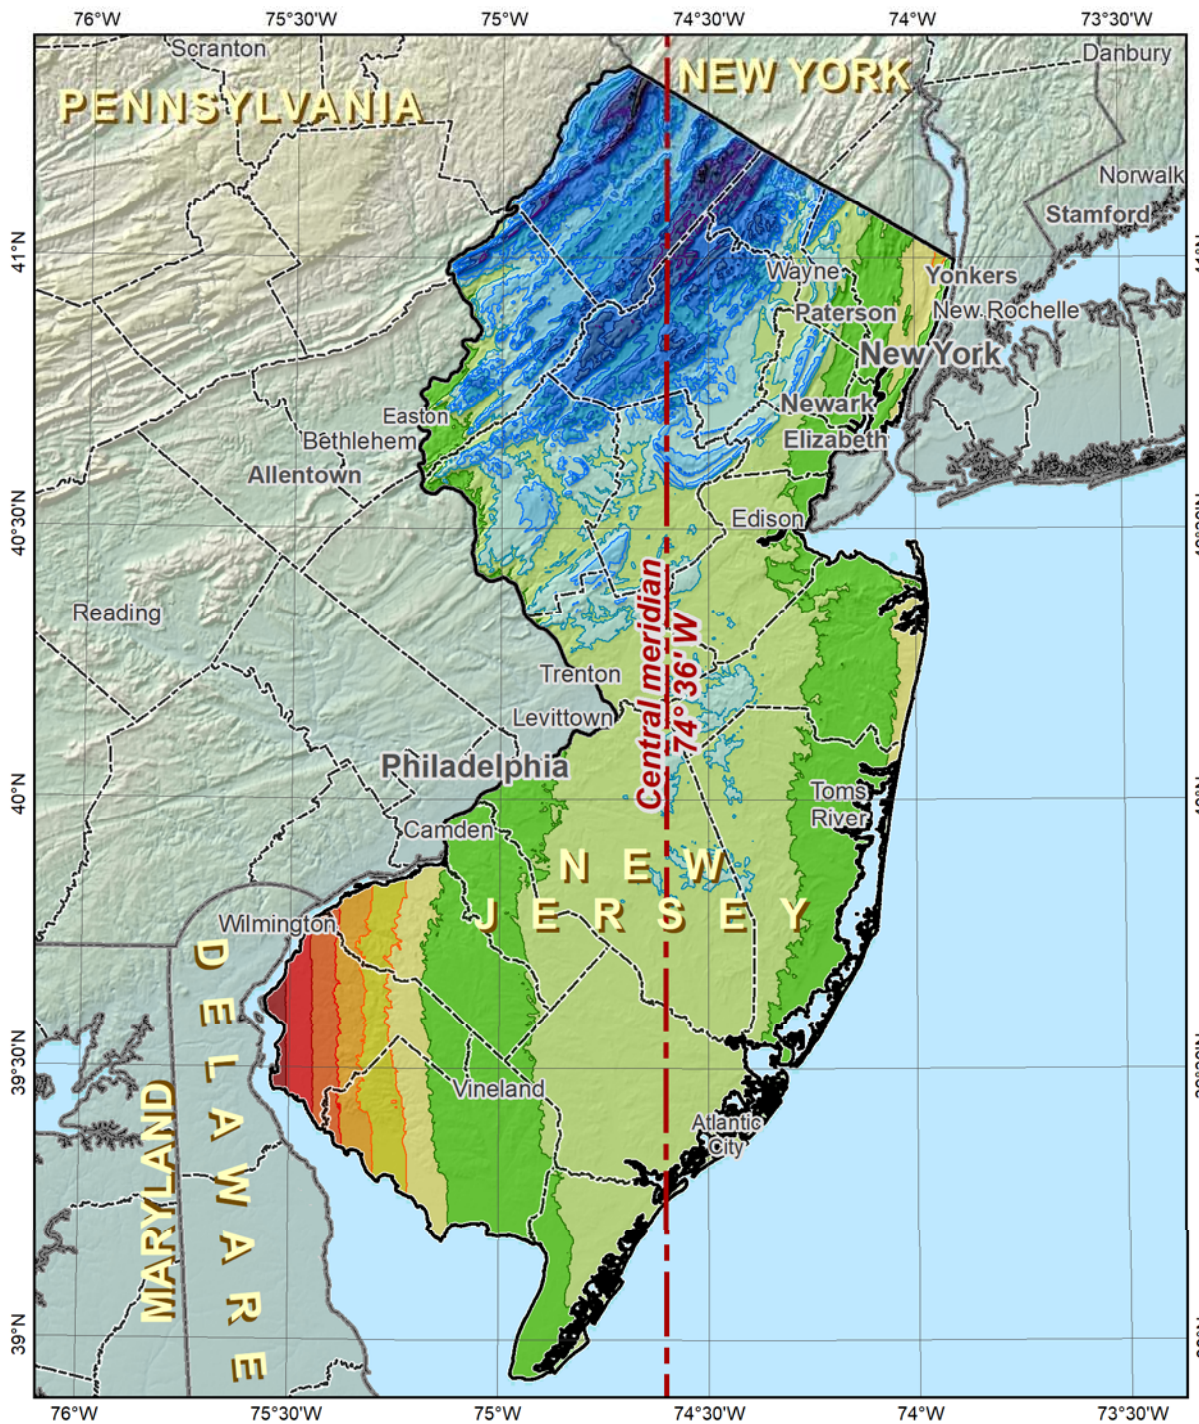 76°W
75°30'W
75°W
74°30'W
74°W
73°30'W
Scranton
Danbury
PENNSYLVANIA
NEW YORK
Norwalk
Stamford
41°N
Wayne
Yonkers
Paterson
New Rochelle
New York
Easton
Newark
Bethlehem
Elizabeth
Allentown
40°30'N
Edison
Reading
Central meridian
74° 36' W
Trenton
Levittown
Philadelphia
40°N
Toms
River
Camden
NEW
JERSEY
Wilmington
DELAWARE
39°30'N
Vineland
Atlantic
City
MARYLAND
39°N
76°W
75°30'W
75°W
74°30'W
74°W
73°30'W